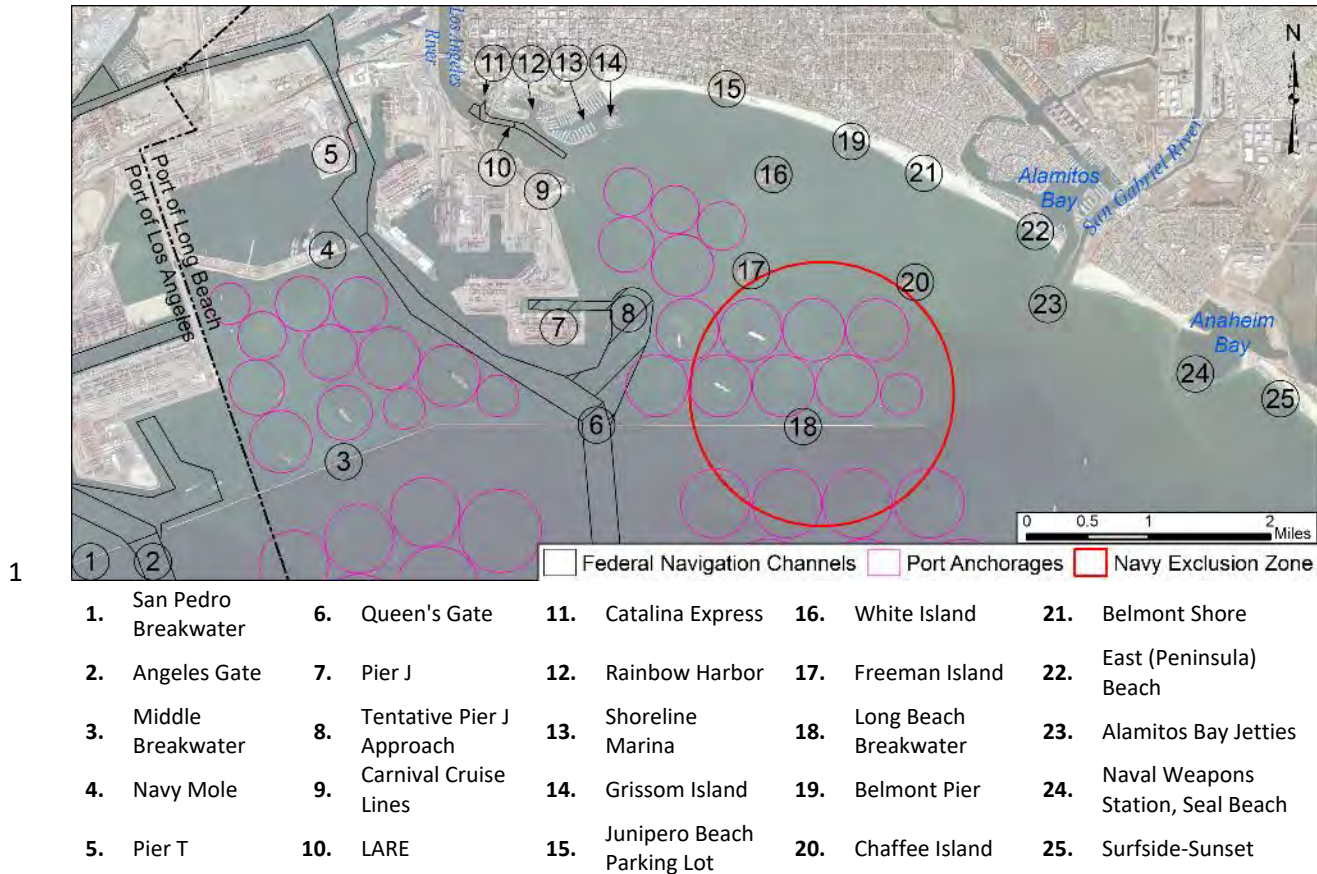 Los Angeles
River
11
12
13
14
N
15
5
10
19
16
21
9
Alamitos
Bay
San Gabriel River
Port of Long Beach
Port of Los Angeles
4
22
17
20
23
7
8
Anaheim
Bay
24
6
18
25
3
0 0.5 1 2
Miles
1
2
Federal Navigation Channels Port Anchorages Navy Exclusion Zone
1
1. San Pedro Breakwater 6. Queen's Gate 11. Catalina Express 16. White Island 21. Belmont Shore
2. Angeles Gate 7. Pier J 12. Rainbow Harbor 17. Freeman Island 22. East (Peninsula) Beach
3. Middle Breakwater 8. Tentative Pier J Approach 13. Shoreline Marina 18. Long Beach Breakwater 23. Alamitos Bay Jetties
4. Navy Mole 9. Carnival Cruise Lines 14. Grissom Island 19. Belmont Pier 24. Naval Weapons Station, Seal Beach
5. Pier T 10. LARE 15. Junipero Beach Parking Lot 20. Chaffee Island 25. Surfside-Sunset